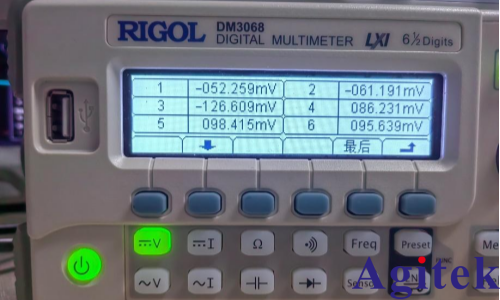 RIGOL DM3068
DIGITAL MULTIMETER LXI 6½ Digits
1 -052.259mV 2 -061.191mV
3 -126.609mV 4 086.231mV
5 098.415mV 6 095.639mV
最后
⎓V ⎓I Ω Freq Preset
~V ~I Sensor
Agitek